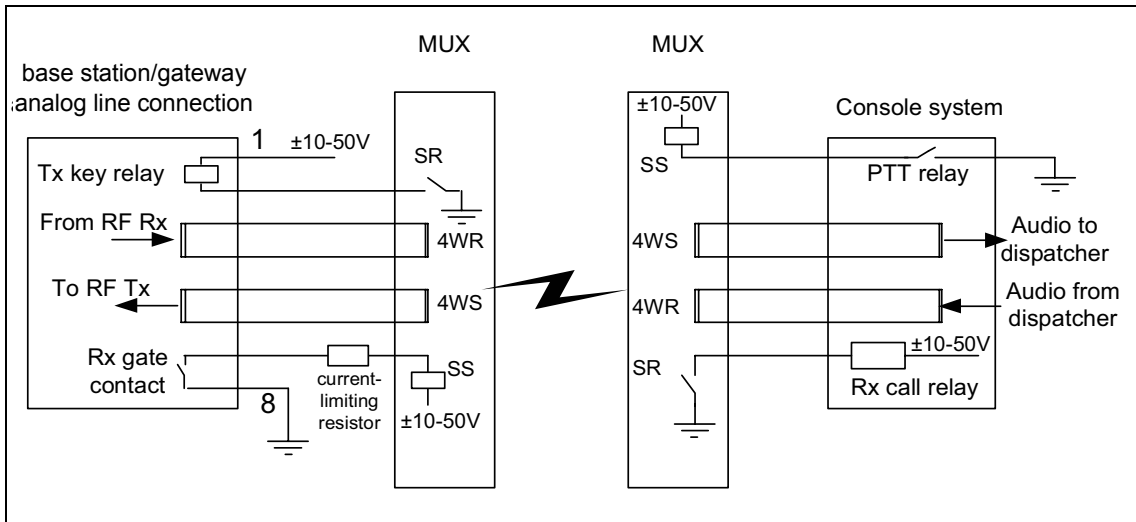 MUX
MUX
base station/gateway
analog line connection
1
±10-50V
Tx key relay
SR
From RF Rx
4WR
To RF Tx
4WS
Rx gate
contact
8
current-
limiting
resistor
SS
±10-50V
±10-50V
SS
Console system
PTT relay
4WS
Audio to
dispatcher
4WR
Audio from
dispatcher
SR
±10-50V
Rx call relay